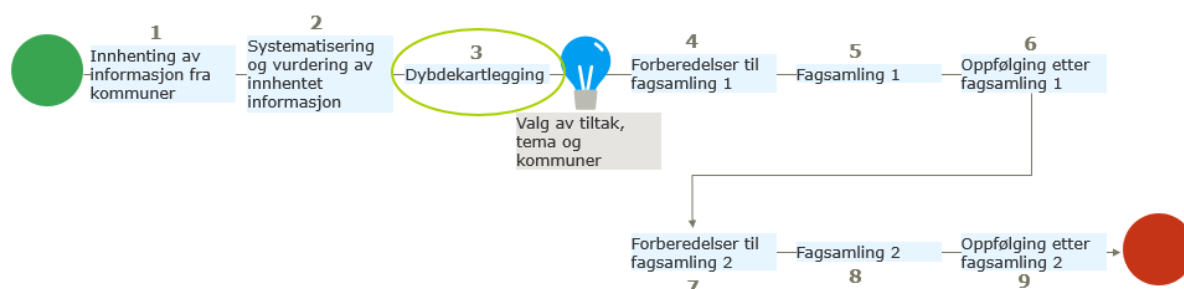 1
Innhenting av
informasjon fra
kommuner
2
Systematisering
og vurdering av
innhentet
informasjon
3
Dybdekartlegging
Valg av tiltak,
tema og
kommuner
4
Forberedelser til
fagsamling 1
5
Fagsamling 1
6
Oppfølging etter
fagsamling 1
Forberedelser til
fagsamling 2
7
Fagsamling 2
8
Oppfølging etter
fagsamling 2
9